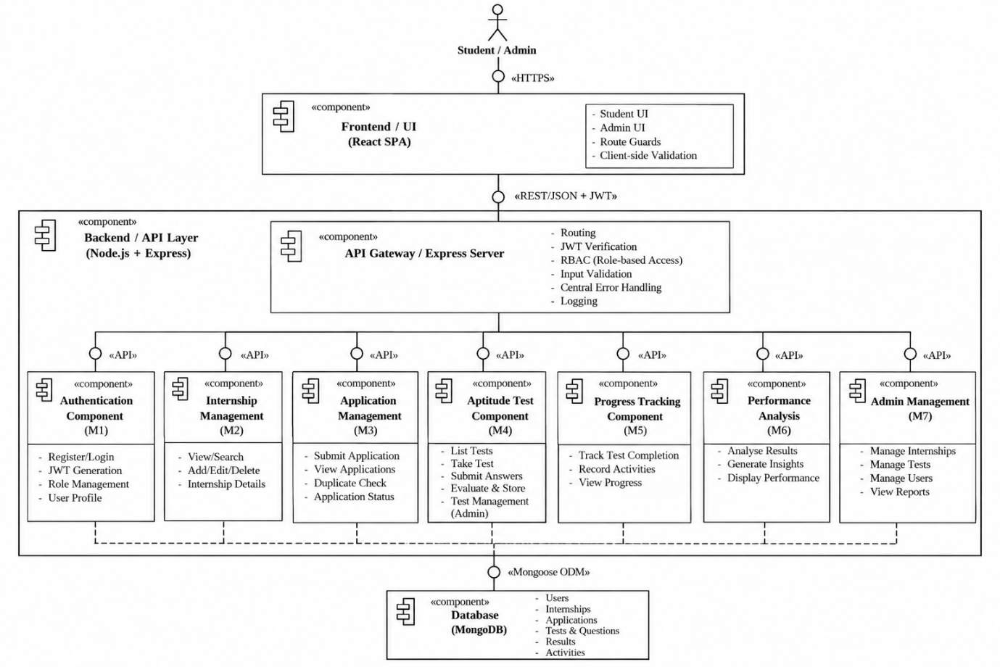 Student / Admin
«HTTPS»
«component»
Frontend / UI
(React SPA)
- Student UI
- Admin UI
- Route Guards
- Client-side Validation
«REST/JSON + JWT»
«component»
Backend / API Layer
(Node.js + Express)
«component»
API Gateway / Express Server
- Routing
- JWT Verification
- RBAC (Role-based Access)
- Input Validation
- Central Error Handling
- Logging
«API»
«API»
«API»
«API»
«API»
«API»
«API»
«component»
Authentication
Component
(M1)
- Register/Login
- JWT Generation
- Role Management
- User Profile
«component»
Internship
Management
(M2)
- View/Search
- Add/Edit/Delete
- Internship Details
«component»
Application
Management
(M3)
- Submit Application
- View Applications
- Duplicate Check
- Application Status
«component»
Aptitude Test
Component
(M4)
- List Tests
- Take Test
- Submit Answers
- Evaluate & Store
- Test Management
(Admin)
«component»
Progress Tracking
Component
(M5)
- Track Test Completion
- Record Activities
- View Progress
«component»
Performance
Analysis
(M6)
- Analyse Results
- Generate Insights
- Display Performance
«component»
Admin Management
(M7)
- Manage Internships
- Manage Tests
- Manage Users
- View Reports
«Mongoose ODM»
«component»
Database
(MongoDB)
- Users
- Internships
- Applications
- Tests & Questions
- Results
- Activities